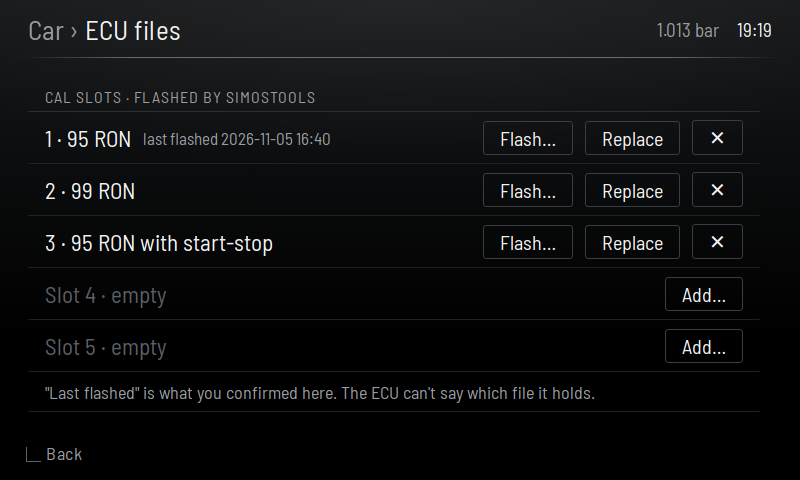 Car › ECU files 1.013 bar 19:19
CAL SLOTS · FLASHED BY SIMOSTOOLS
1 · 95 RON last flashed 2026-11-05 16:40 Flash... Replace ✕
2 · 99 RON Flash... Replace ✕
3 · 95 RON with start-stop Flash... Replace ✕
Slot 4 · empty Add...
Slot 5 · empty Add...
"Last flashed" is what you confirmed here. The ECU can't say which file it holds.
Back